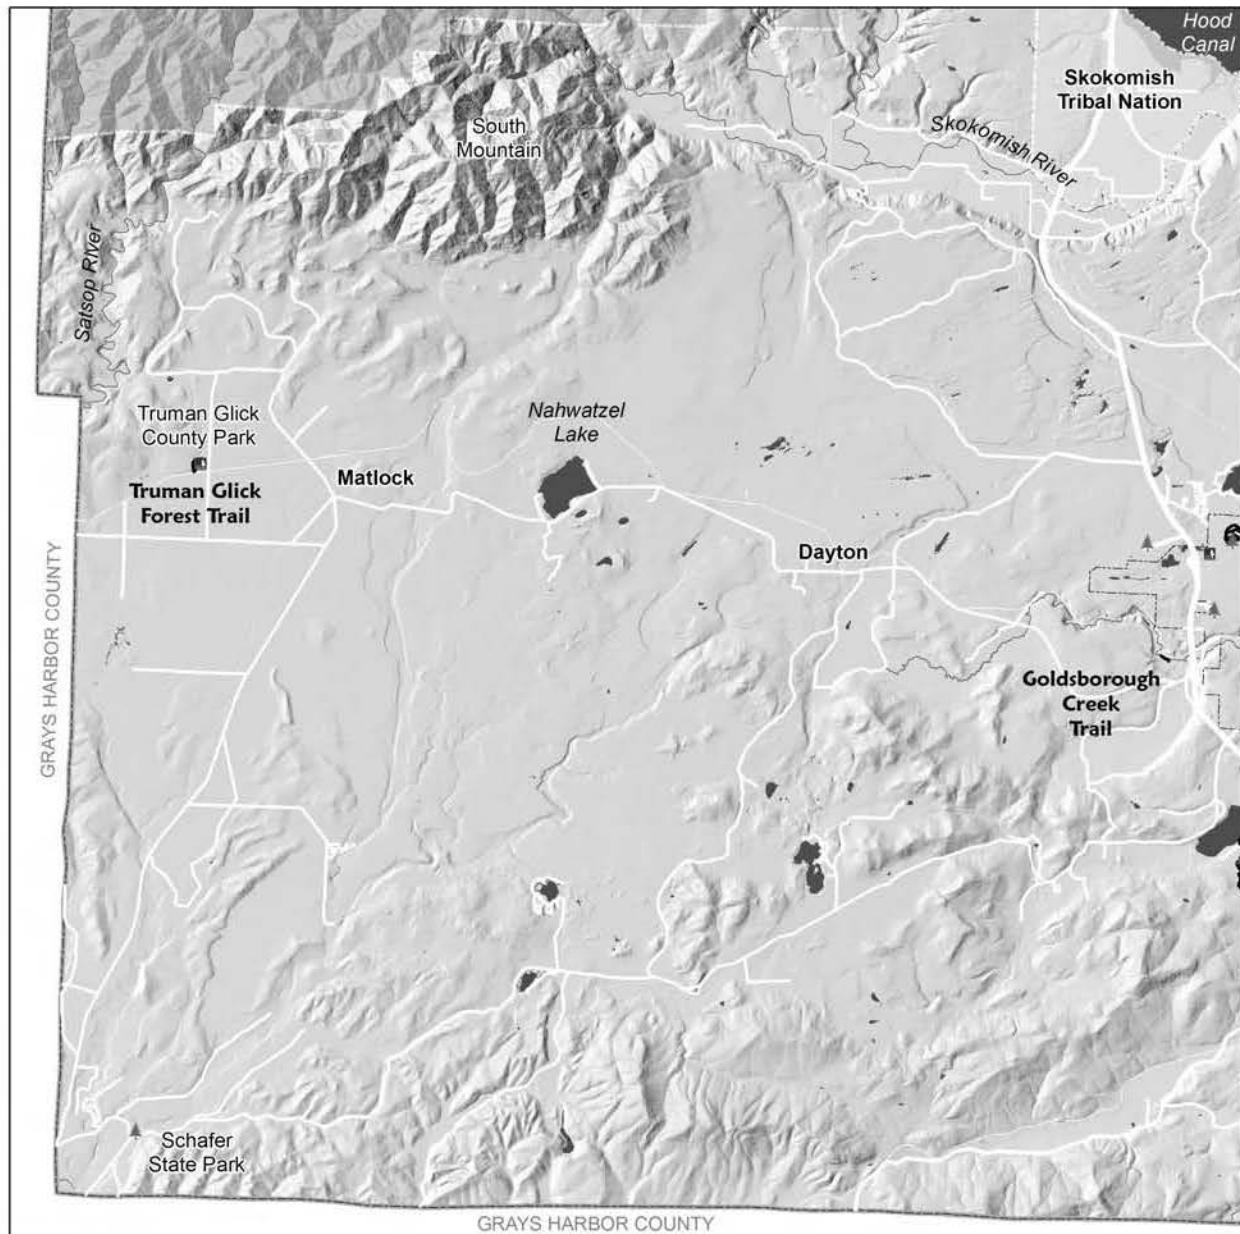 Hood
Canal
Skokomish
Tribal Nation
South
Mountain
Skokomish River
Satsop River
Truman Glick
County Park
Nahwatzel
Lake
Matlock
Truman Glick
Forest Trail
Dayton
GRAYS HARBOR COUNTY
Goldsborough
Creek
Trail
Schafer
State Park
GRAYS HARBOR COUNTY